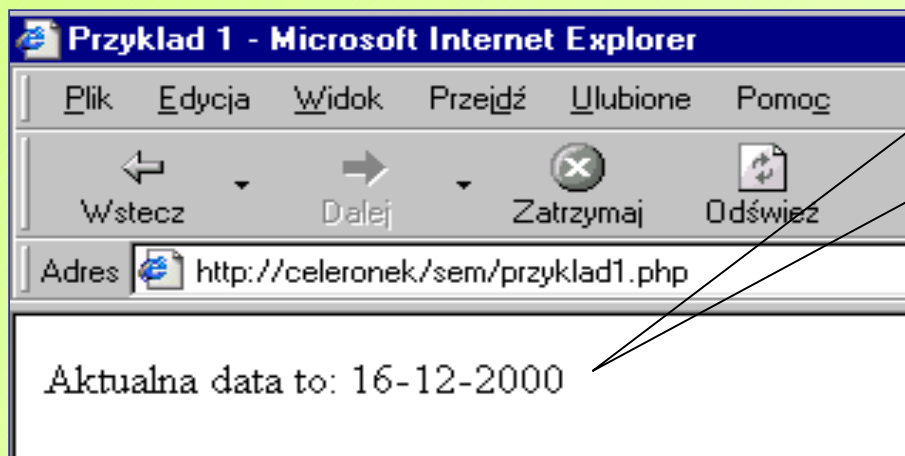 Przyklad 1 - Microsoft Internet Explorer
Plik Edycja Widok Przejdź Ulubione Pomoc
Wstecz Dalej Zatrzymaj Odśwież
Adres http://celeronek/sem/przyklad1.php
Aktualna data to: 16-12-2000